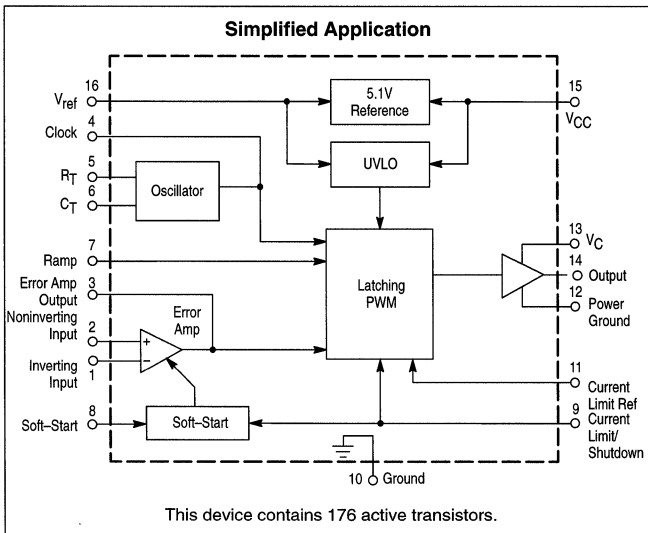 Simplified Application
16
Vref
4
Clock
5
RT
6
CT
7
Ramp
Error Amp
Output
3
Noninverting
Input
2
Inverting
Input
1
8
Soft–Start
Oscillator
Error
Amp
+
–
Soft–Start
5.1V
Reference
UVLO
Latching
PWM
15
VCC
13
VC
14
Output
12
Power
Ground
11
Current
Limit Ref
9
Current
Limit/
Shutdown
10
Ground
This device contains 176 active transistors.